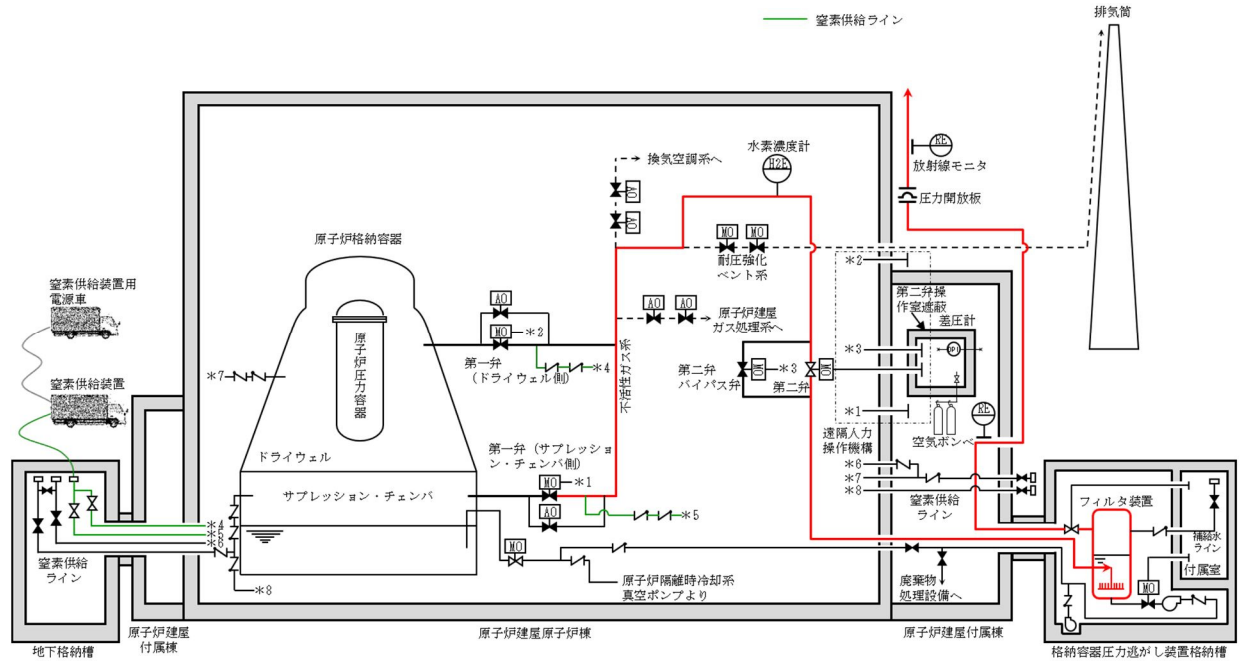 窒素供給ライン
排気筒
水素濃度計
H2E
RE
放射線モニタ
換気空調系へ
AO
AO
圧力開放板
原子炉格納容器
MO
MO
耐圧強化
ベント系
＊2
窒素供給装置用
電源車
第二弁操
作室遮蔽
差圧計
AO
MO
＊2
AO
AO
原子炉建屋
ガス処理系へ
＊3
DPI
原子炉圧力容器
第一弁
（ドライウェル側）
＊4
不活性ガス系
第二弁
バイパス弁
MO
＊3
第二弁
MO
＊7
窒素供給装置
＊1
RE
空気ボンベ
遠隔人力
操作機構
第一弁（サプレッショ
ン・チェンバ側）
ドライウェル
＊6
＊7
＊8
MO
＊1
サプレッション・チェンバ
窒素供給
ライン
フィルタ装置
AO
＊5
＊4
＊5
＊6
補給水
ライン
MO
窒素供給
ライン
付属室
原子炉隔離時冷却系
真空ポンプより
廃棄物
処理設備へ
MO
＊8
原子炉建屋
付属棟
原子炉建屋原子炉棟
原子炉建屋付属棟
地下格納槽
格納容器圧力逃がし装置格納槽